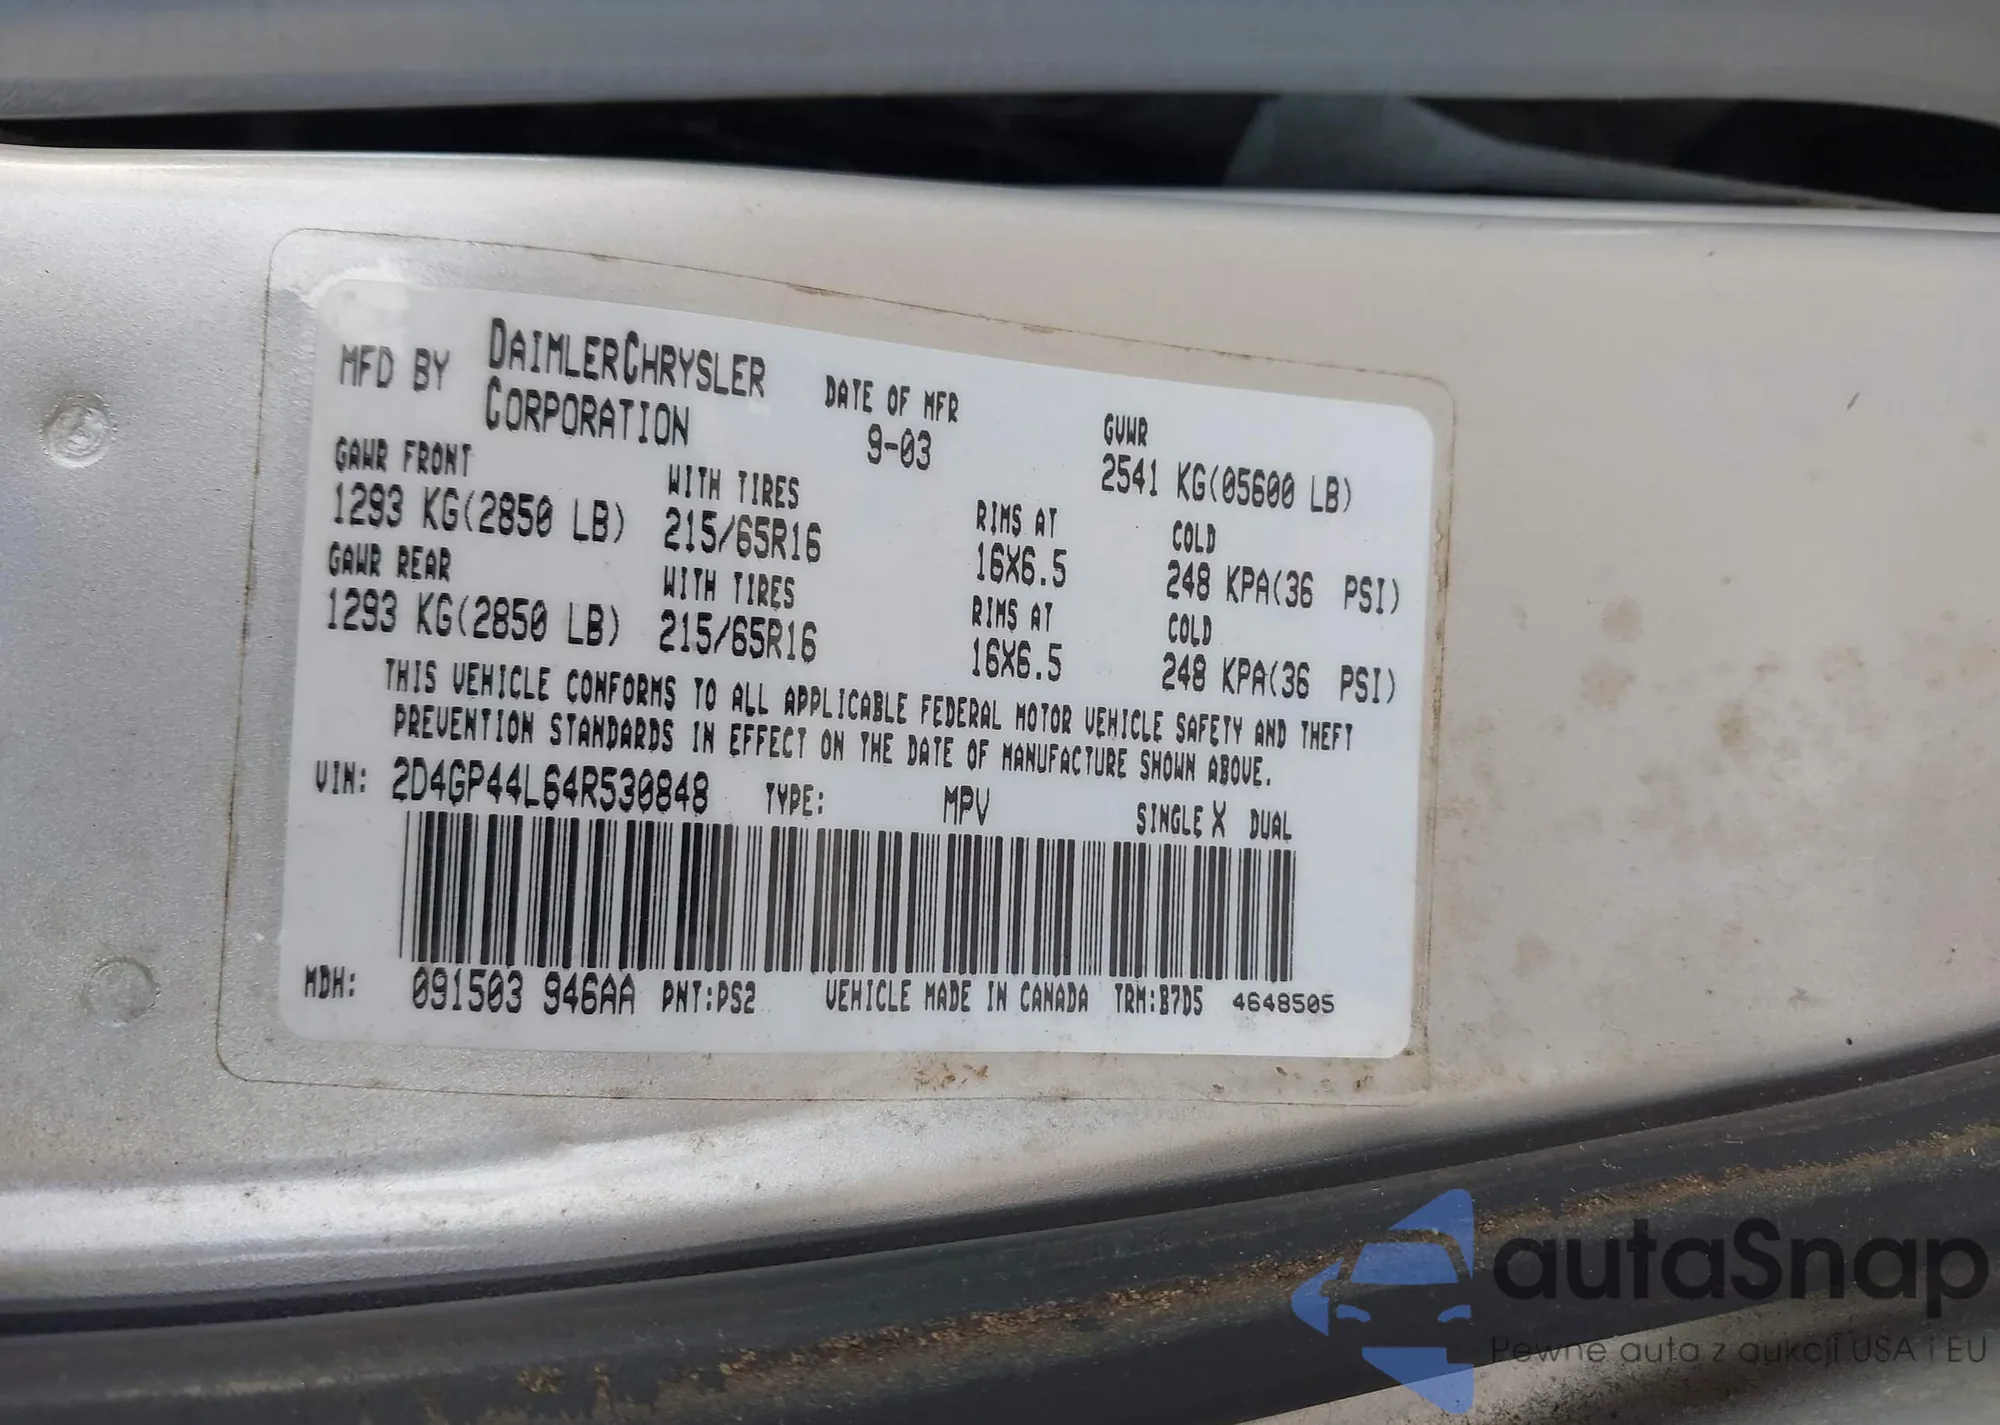 MFD BY DAIMLERCHRYSLER CORPORATION DATE OF MFR 9-03 GVWR 2541 KG(05600 LB)
GAWR FRONT WITH TIRES RIMS AT COLD
1293 KG(2850 LB) 215/65R16 16X6.5 248 KPA(36 PSI)
GAWR REAR WITH TIRES RIMS AT COLD
1293 KG(2850 LB) 215/65R16 16X6.5 248 KPA(36 PSI)
THIS VEHICLE CONFORMS TO ALL APPLICABLE FEDERAL MOTOR VEHICLE SAFETY AND THEFT
PREVENTION STANDARDS IN EFFECT ON THE DATE OF MANUFACTURE SHOWN ABOVE.
VIN: 2D4GP44L64R530848 TYPE: MPV SINGLE X DUAL
MDH: 091503 946AA PNT:PS2 VEHICLE MADE IN CANADA TRM:B7D5 4648505
autaSnap
Pewne auta z aukcji USA i EU